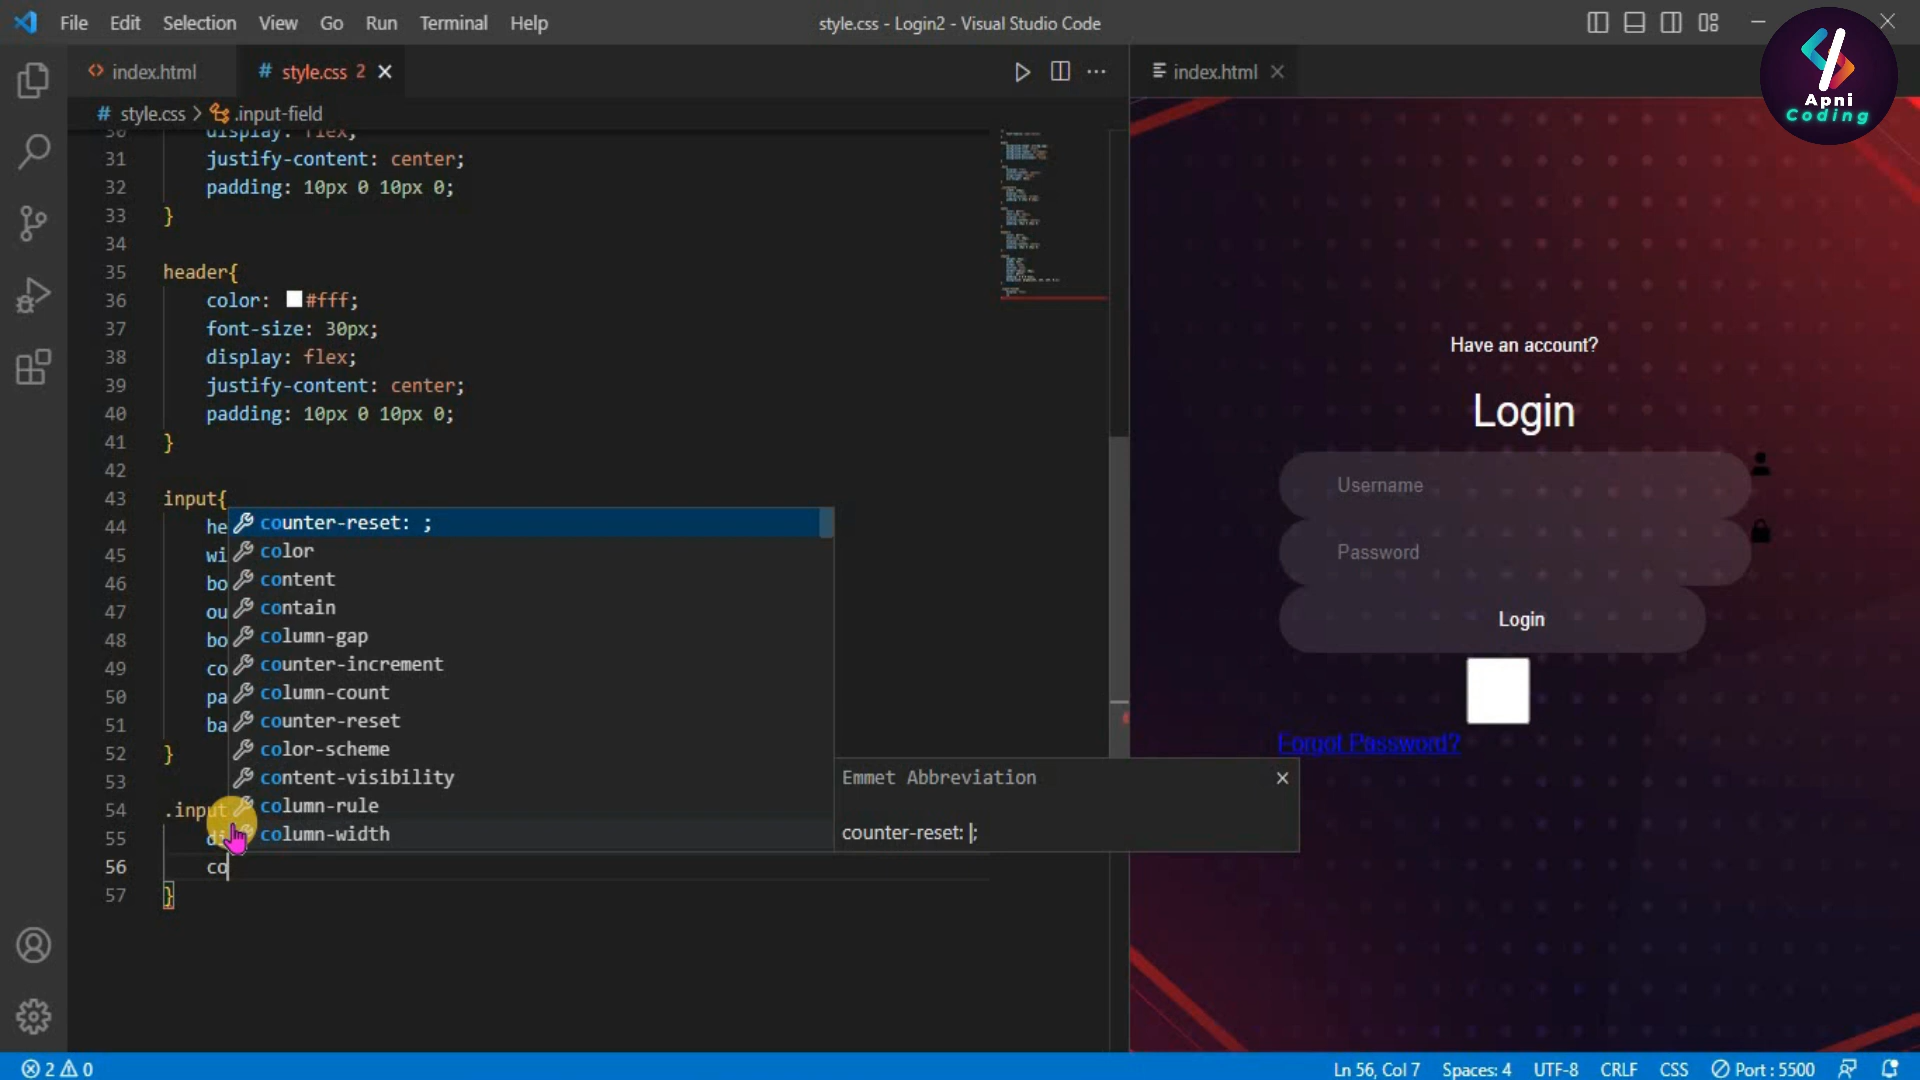 File Edit Selection View Go Run Terminal Help
style.css - Login2 - Visual Studio Code
Apni
Coding
index.html
style.css 2
index.html
style.css > .input-field
30 display: flex;
31 justify-content: center;
32 padding: 10px 0 10px 0;
33 }
34
35 header{
36 color: #fff;
37 font-size: 30px;
38 display: flex;
39 justify-content: center;
40 padding: 10px 0 10px 0;
41 }
42
43 input{
44 he
45 wi
46 bo
47 ou
48 bo
49 co
50 pa
51 ba
52 }
53
54 .input
55 di
56 co
57 }
counter-reset: ;
color
content
contain
column-gap
counter-increment
column-count
counter-reset
color-scheme
content-visibility
column-rule
column-width
Emmet Abbreviation
counter-reset: |;
Have an account?
Login
Username
Password
Login
Forgot Password?
2 0
Ln 56, Col 7 Spaces: 4 UTF-8 CRLF CSS Port : 5500